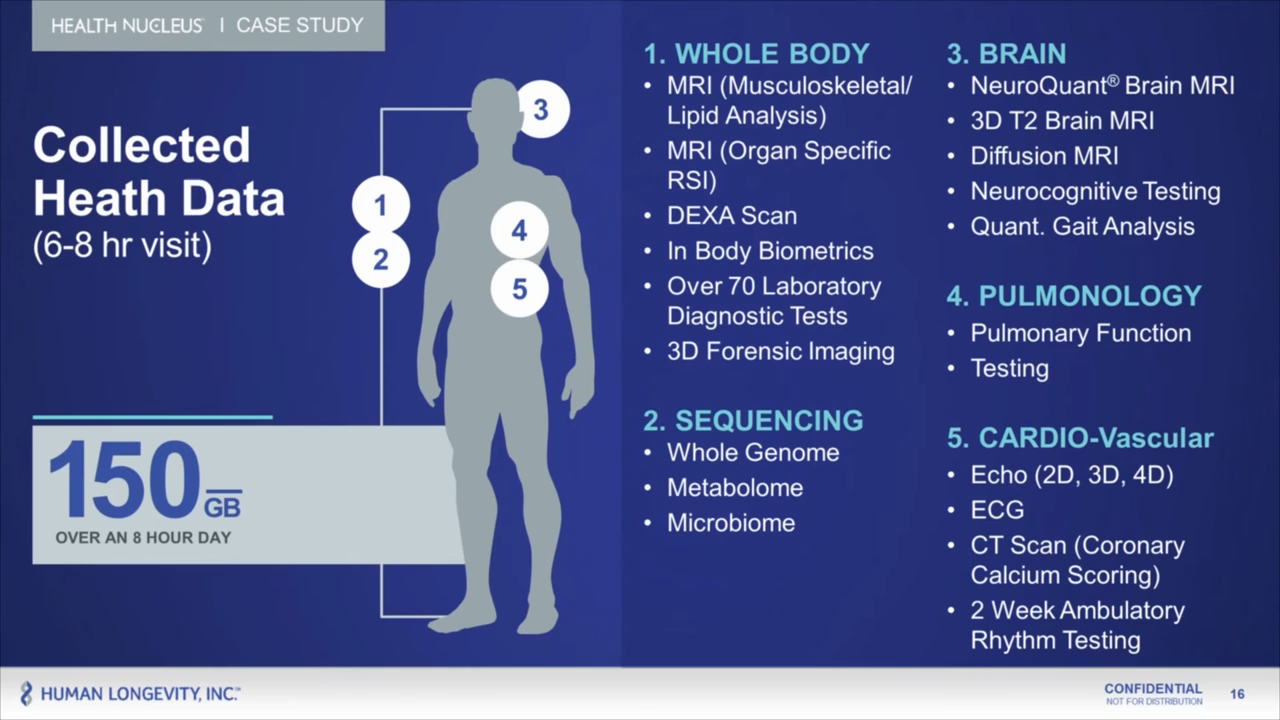 HEALTH NUCLEUS | CASE STUDY
Collected
Heath Data
(6-8 hr visit)
3
1
2
4
5
150 GB
OVER AN 8 HOUR DAY
1. WHOLE BODY
• MRI (Musculoskeletal/
Lipid Analysis)
• MRI (Organ Specific
RSI)
• DEXA Scan
• In Body Biometrics
• Over 70 Laboratory
Diagnostic Tests
• 3D Forensic Imaging
2. SEQUENCING
• Whole Genome
• Metabolome
• Microbiome
3. BRAIN
• NeuroQuant® Brain MRI
• 3D T2 Brain MRI
• Diffusion MRI
• Neurocognitive Testing
• Quant. Gait Analysis
4. PULMONOLOGY
• Pulmonary Function
• Testing
5. CARDIO-Vascular
• Echo (2D, 3D, 4D)
• ECG
• CT Scan (Coronary
Calcium Scoring)
• 2 Week Ambulatory
Rhythm Testing
HUMAN LONGEVITY, INC.
CONFIDENTIAL
NOT FOR DISTRIBUTION
16